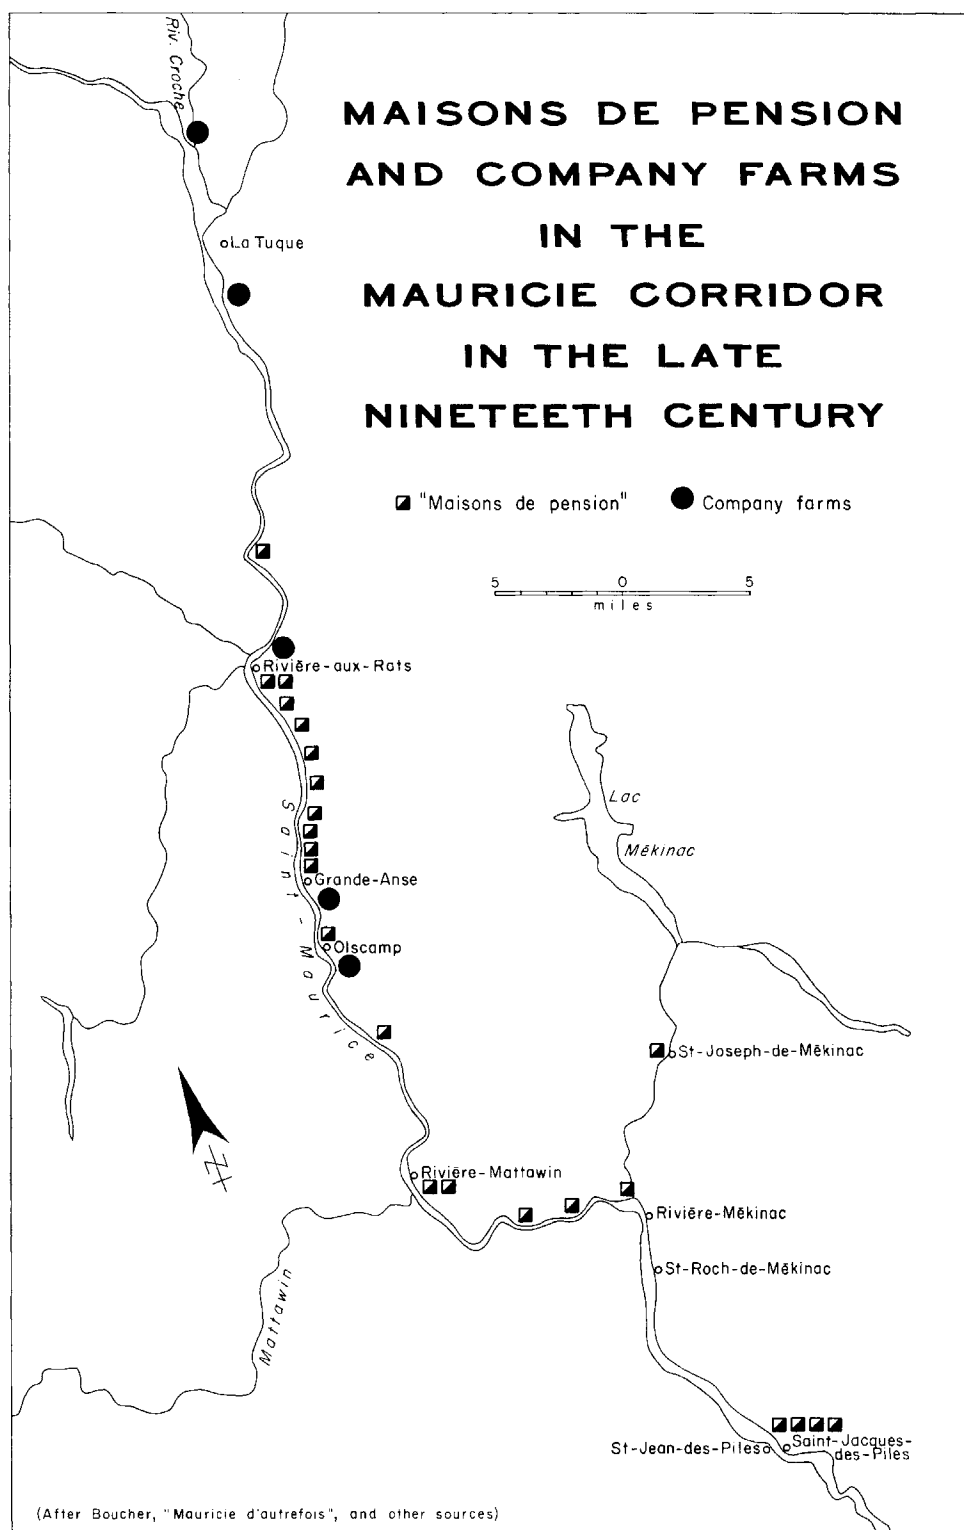 Riv. Croche
MAISONS DE PENSION
AND COMPANY FARMS
IN THE
MAURICIE CORRIDOR
IN THE LATE
NINETEETH CENTURY
La Tuque
"Maisons de pension"
Company farms
5 0 5
miles
Rivière-aux-Rats
Lac
Mékinac
Saint-Maurice
Grande-Anse
Olscamp
St-Joseph-de-Mékinac
N
Rivière-Mattawin
Rivière-Mékinac
St-Roch-de-Mékinac
Mattawin
St-Jean-des-Piles
Saint-Jacques-
des-Piles
(After Boucher, "Mauricie d'autrefois", and other sources)